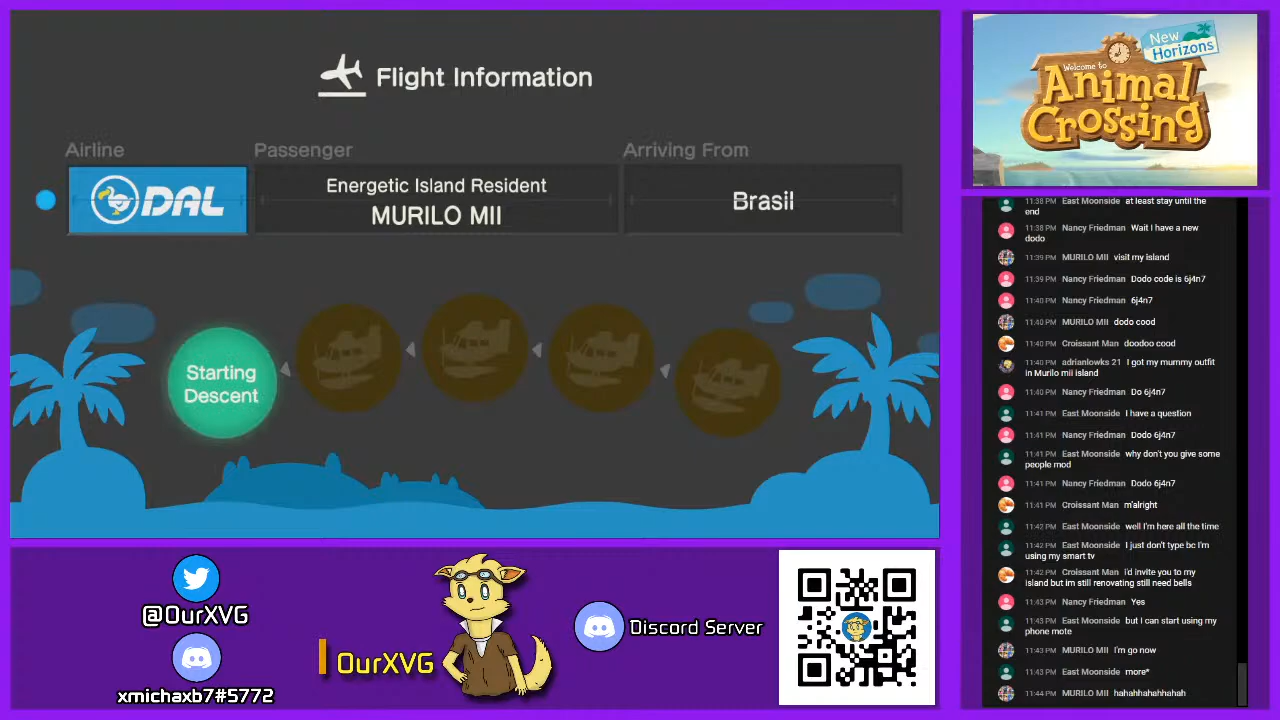 Flight Information
Airline
Passenger
Arriving From
DAL
Energetic Island Resident
MURILO MII
Brasil
Starting
Descent
@OurXVG
xmichaxb7#5772
OurXVG
Discord Server
Welcome to
Animal
Crossing
New
Horizons
11:38 PM East Moonside at least stay until the
end
11:38 PM Nancy Friedman Wait I have a new
dodo
11:39 PM MURILO MII visit my island
11:39 PM Nancy Friedman Dodo code is 6j4n7
11:40 PM Nancy Friedman 6j4n7
11:40 PM MURILO MII dodo cood
11:40 PM Croissant Man doodoo cood
11:40 PM adrianlowks 21 I got my mummy outfit
in Murilo mii island
11:40 PM Nancy Friedman Do 6j4n7
11:41 PM East Moonside I have a question
11:41 PM Nancy Friedman Dodo 6j4n7
11:41 PM East Moonside why don't you give some
people mod
11:41 PM Nancy Friedman Dodo 6j4n7
11:41 PM Croissant Man m'alright
11:42 PM East Moonside well I'm here all the time
11:42 PM East Moonside I just don't type bc I'm
using my smart tv
11:42 PM Croissant Man i'd invite you to my
island but im still renovating still need bells
11:43 PM Nancy Friedman Yes
11:43 PM East Moonside but I can start using my
phone mote
11:43 PM MURILO MII I'm go now
11:43 PM East Moonside more*
11:44 PM MURILO MII hahahhahahhahah